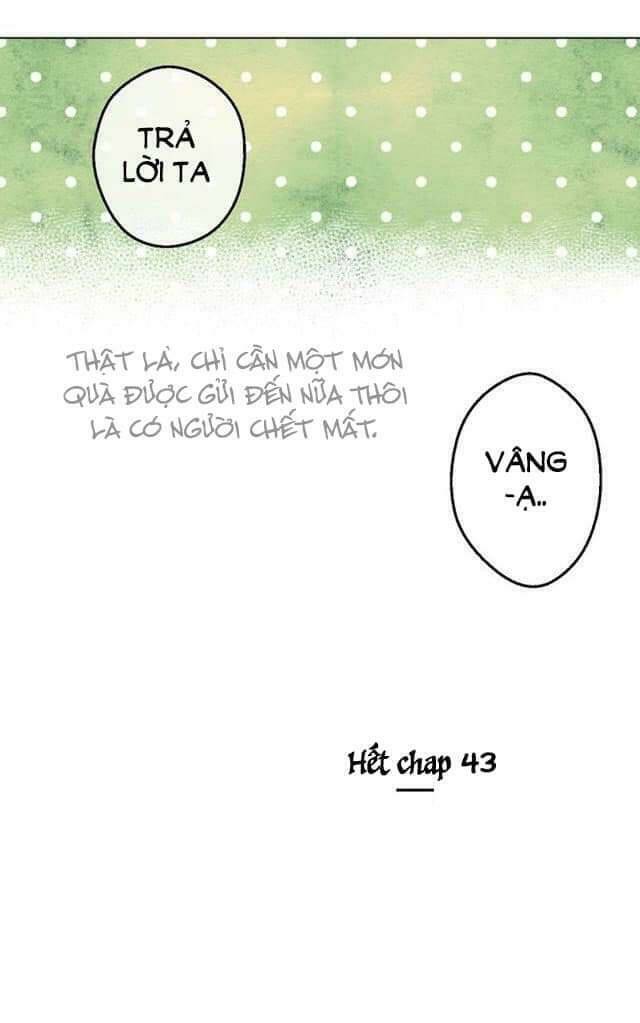 TRẢ
LỜI TA
THẬT LÀ, CHỈ CẦN MỘT MÓN
QUÀ ĐƯỢC GỬI ĐẾN NỮA THÔI
LÀ CÓ NGƯỜI CHẾT MẤT.
VÂNG
-Ạ..
Hết chap 43